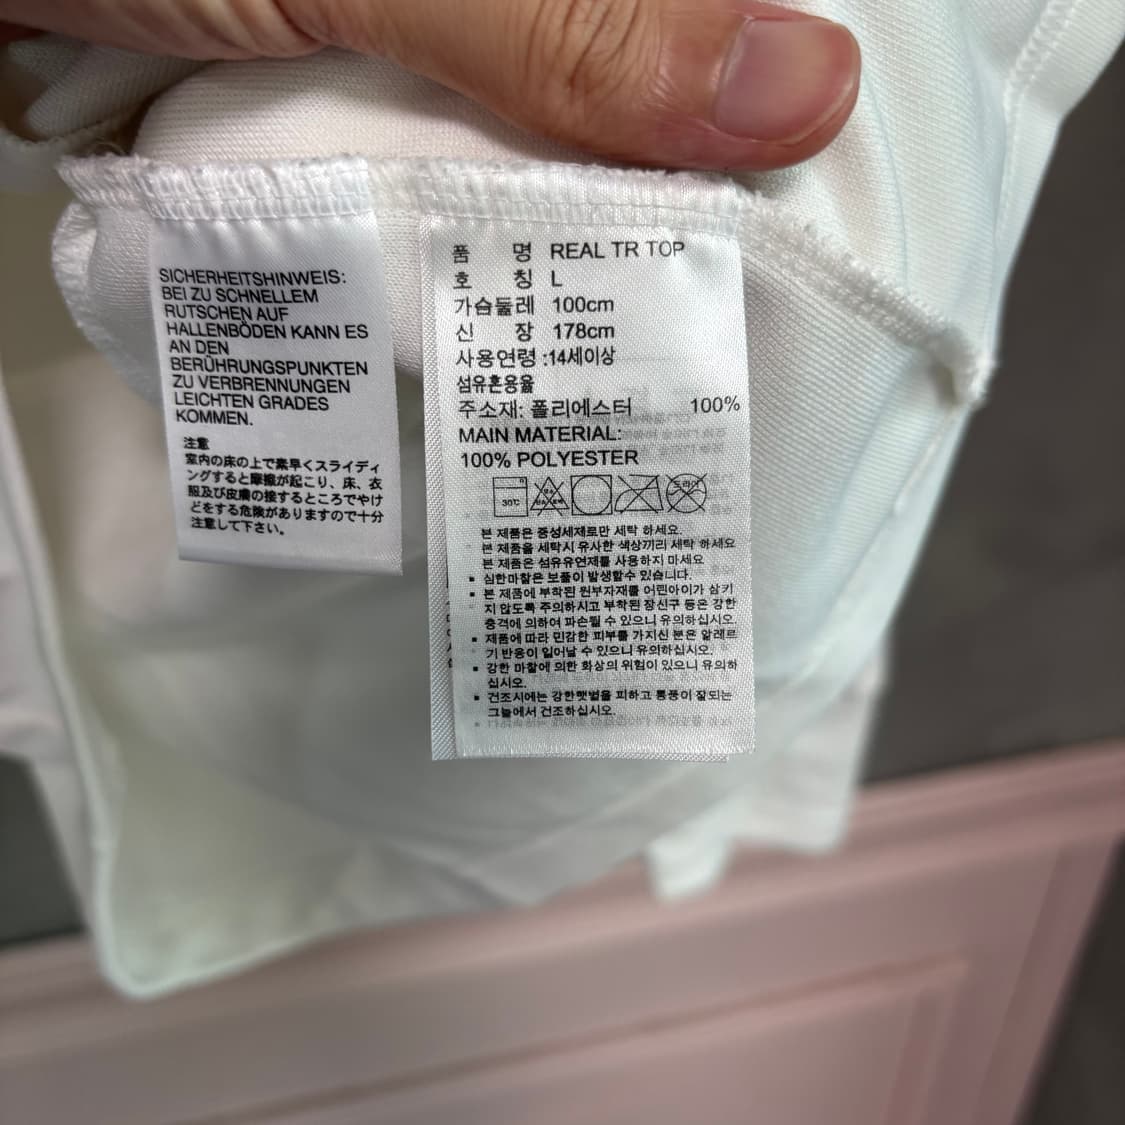 SICHERHEITSHINWEIS:
BEI ZU SCHNELLEM
RUTSCHEN AUF
HALLENBÖDEN KANN ES
AN DEN
BERÜHRUNGSPUNKTEN
ZU VERBRENNUNGEN
LEICHTEN GRADES
KOMMEN.
注意
室内の床の上で素早くスライディ
ングすると摩擦が起こり、床、衣
服及び皮膚の接するところでやけ
どをする危険がありますので十分
注意して下さい。
품 명 REAL TR TOP
호 칭 L
가슴둘레 100cm
신 장 178cm
사용연령 :14세이상
섬유혼용율
주소재: 폴리에스터 100%
MAIN MATERIAL:
100% POLYESTER
30℃ 드라이
본 제품은 중성세제로만 세탁 하세요
본 제품을 세탁시 유사한 색상끼리 세탁 하세요
본 제품은 섬유유연제를 사용하지 마세요
▪ 심한마찰은 보풀이 발생할수 있습니다.
▪ 본 제품에 부착된 원부자재를 어린아이가 삼키
지 않도록 주의하시고 부착된 장신구 등은 강한
충격에 의하여 파손될 수 있으니 유의하십시오.
▪ 제품에 따라 민감한 피부를 가지신 분은 알레르
기 반응이 일어날 수 있으니 유의하십시오.
▪ 강한 마찰에 의한 화상의 위험이 있으니 유의하
십시오.
▪ 건조시에는 강한햇볕을 피하고 통풍이 잘되는
그늘에서 건조하십시오.